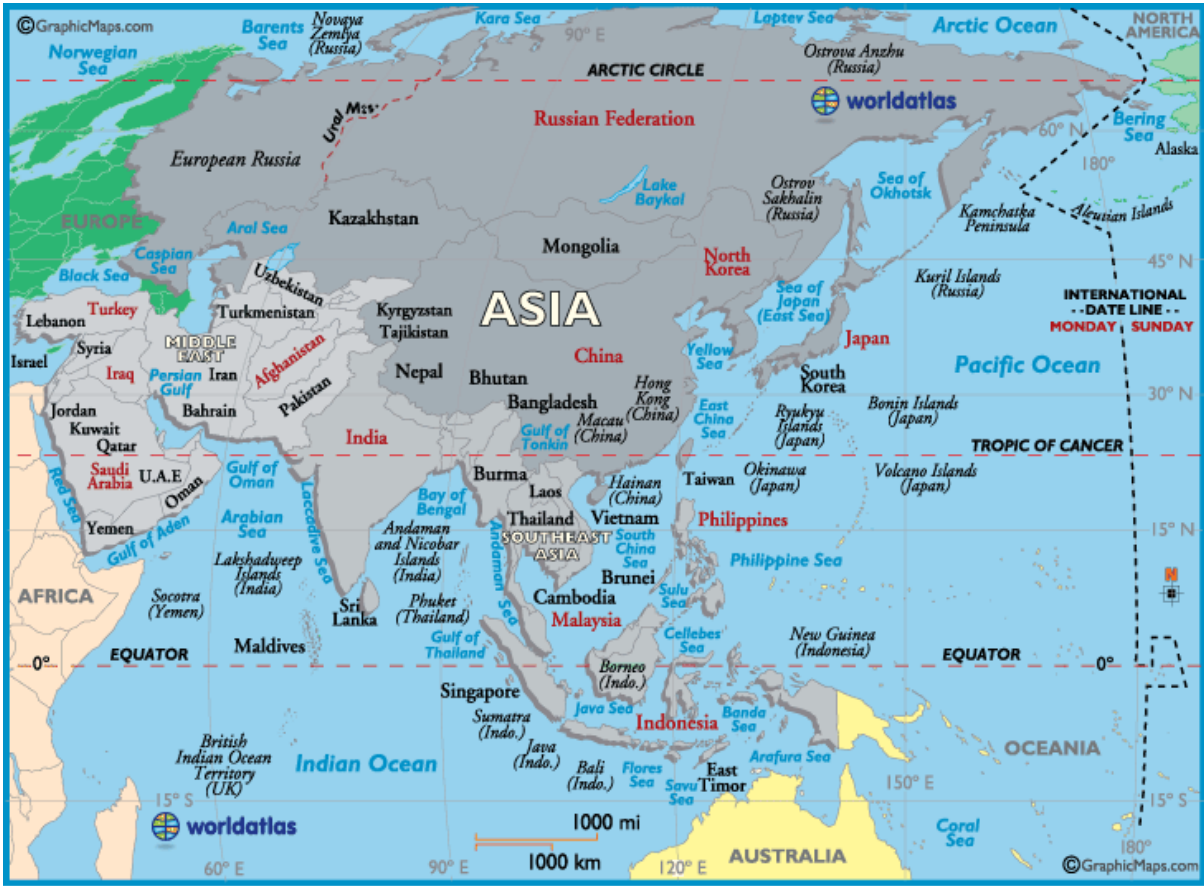 ©GraphicMaps.com
Norwegian
Sea
Barents
Sea
Novaya
Zemlya
(Russia)
Kara Sea
90° E
Laptev Sea
Arctic Ocean
NORTH
AMERICA
ARCTIC CIRCLE
Ostrova Anzhu
(Russia)
worldatlas
Ural Mts.
Russian Federation
European Russia
60° N
Bering
Sea
180°
Alaska
EUROPE
Kazakhstan
Aral Sea
Lake
Baykal
Ostrov
Sakhalin
(Russia)
Sea of
Okhotsk
Kamchatka
Peninsula
Aleutian Islands
Caspian
Sea
Black Sea
Mongolia
North
Korea
45° N
Uzbekistan
Turkmenistan
Kyrgyzstan
Tajikistan
ASIA
Sea of
Japan
(East Sea)
Kuril Islands
(Russia)
INTERNATIONAL
- - DATE LINE - -
MONDAY
SUNDAY
Turkey
Lebanon
Syria
Israel
Iraq
MIDDLE
EAST
Persian
Gulf
Iran
Afghanistan
Pakistan
Bahrain
Nepal
Bhutan
China
Yellow
Sea
Japan
South
Korea
Pacific Ocean
30° N
Jordan
Kuwait
Qatar
Saudi
Arabia
U.A.E
Oman
Yemen
Red Sea
Gulf of Aden
Gulf of
Oman
India
Bangladesh
Gulf of
Tonkin
Macau
(China)
Hong
Kong
(China)
East
China
Sea
Ryukyu
Islands
(Japan)
Bonin Islands
(Japan)
TROPIC OF CANCER
Burma
Laos
Thailand
Hainan
(China)
Vietnam
Taiwan
Okinawa
(Japan)
Volcano Islands
(Japan)
Arabian
Sea
Laccadive Sea
Bay of
Bengal
Andaman
and Nicobar
Islands
(India)
Andaman Sea
SOUTHEAST
ASIA
South
China
Sea
Philippines
15° N
Philippine Sea
Lakshadweep
Islands
(India)
AFRICA
Socotra
(Yemen)
Sri
Lanka
Phuket
(Thailand)
Brunei
Cambodia
Malaysia
Sulu
Sea
N
Maldives
Gulf of
Thailand
Cellebes
Sea
New Guinea
(Indonesia)
0°
EQUATOR
EQUATOR
0°
Borneo
(Indo.)
Singapore
Sumatra
(Indo.)
Java Sea
Indonesia
Banda
Sea
OCEANIA
British
Indian Ocean
Territory
(UK)
Indian Ocean
Java
(Indo.)
Bali
(Indo.)
Flores
Sea
Savu
Sea
East
Timor
Arafura Sea
150° E
15° S
15° S
worldatlas
1000 mi
1000 km
60° E
90° E
120° E
AUSTRALIA
Coral
Sea
180°
©GraphicMaps.com